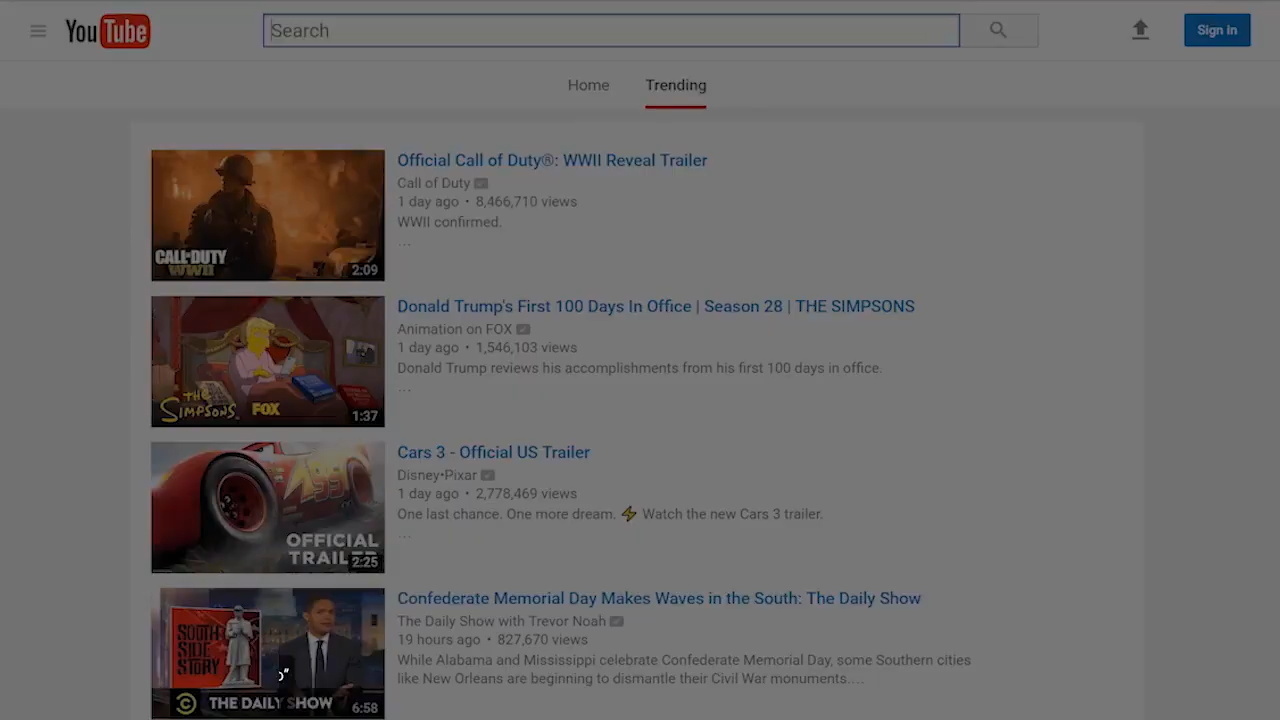 YouTube
Search
Sign in
Home
Trending
Official Call of Duty®: WWII Reveal Trailer
Call of Duty
1 day ago • 8,466,710 views
WWII confirmed.
...
CALL OF DUTY
WWII
2:09
Donald Trump's First 100 Days In Office | Season 28 | THE SIMPSONS
Animation on FOX
1 day ago • 1,546,103 views
Donald Trump reviews his accomplishments from his first 100 days in office.
...
THE
SIMPSONS
FOX
1:37
Cars 3 - Official US Trailer
Disney•Pixar
1 day ago • 2,778,469 views
One last chance. One more dream. ⚡ Watch the new Cars 3 trailer.
...
95
OFFICIAL
TRAILER
2:25
Confederate Memorial Day Makes Waves in the South: The Daily Show
The Daily Show with Trevor Noah
19 hours ago • 827,670 views
While Alabama and Mississippi celebrate Confederate Memorial Day, some Southern cities
like New Orleans are beginning to dismantle their Civil War monuments....
SOUTH
SIDE
STORY
THE DAILY SHOW
6:58